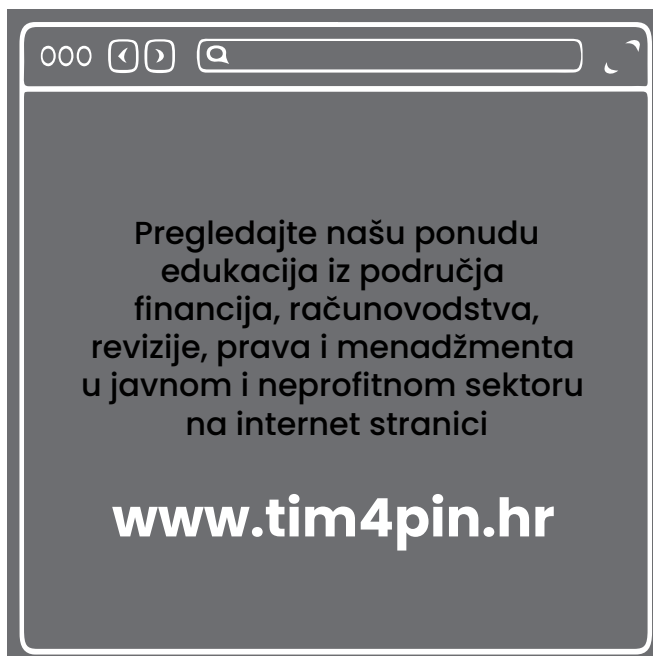 Pregledajte našu ponudu
edukacija iz područja
financija, računovodstva,
revizije, prava i menadžmenta
u javnom i neprofitnom sektoru
na internet stranici
www.tim4pin.hr